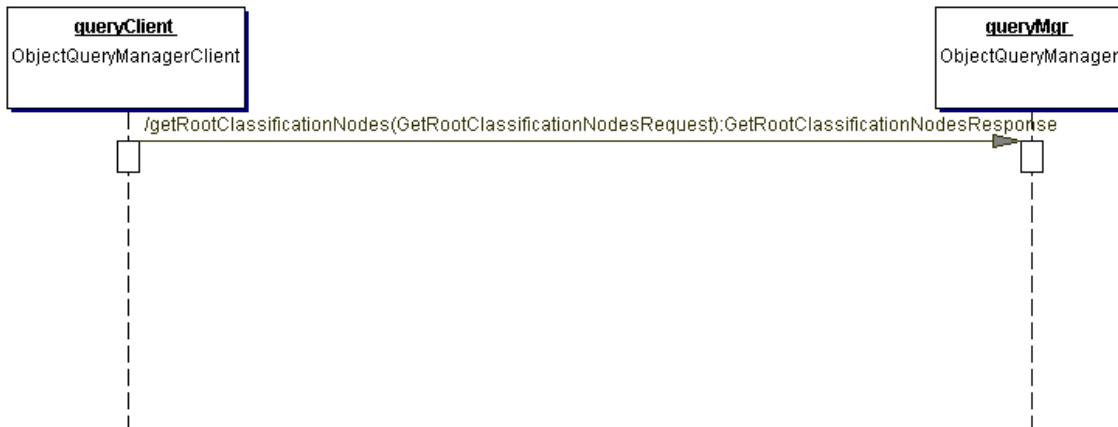 queryClient
ObjectQueryManagerClient
queryMgr
ObjectQueryManager
/getRootClassificationNodes(GetRootClassificationNodesRequest):GetRootClassificationNodesResponse